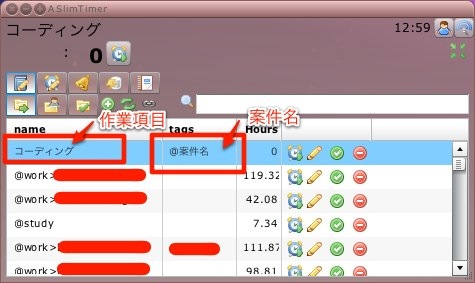 ASlimTimer
コーディング
12:59
: 0
作業項目
案件名
name tags Hours
コーディング @案件名 0
@work> 119.32
@work> 42.08
@study 7.34
@work> 111.87
@work> 98.81